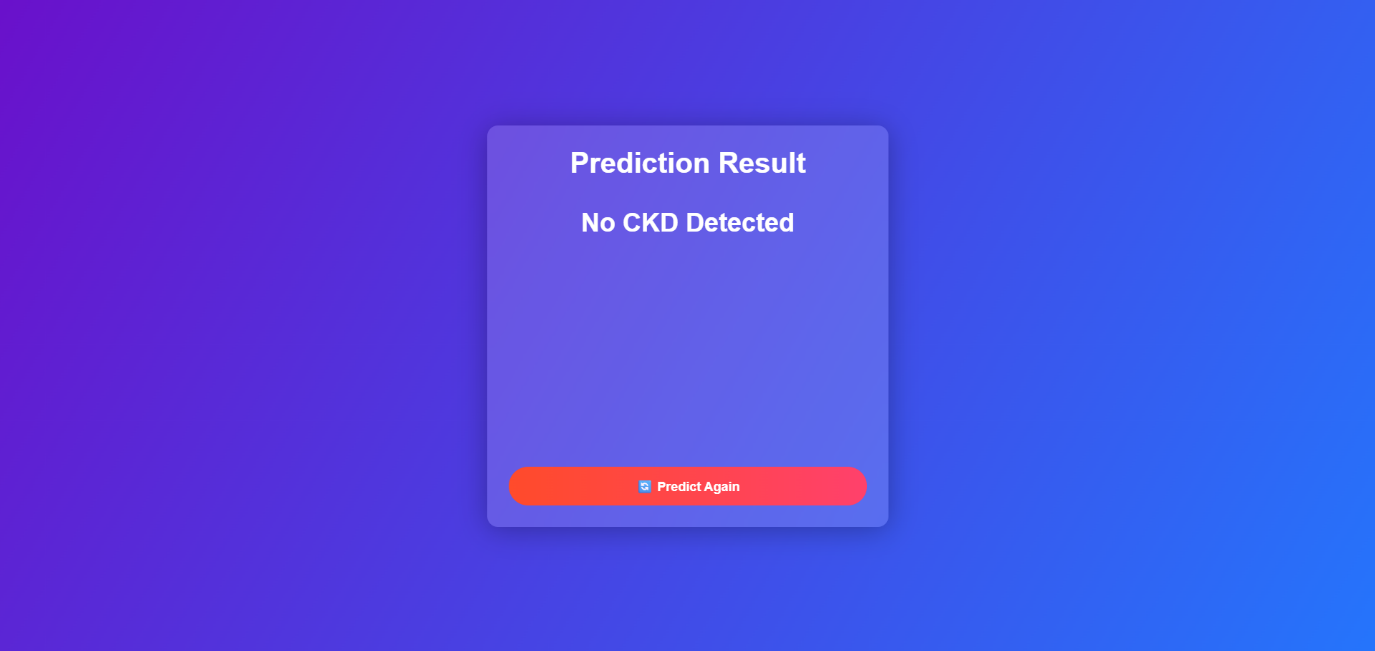 Prediction Result
No CKD Detected
🔄 Predict Again